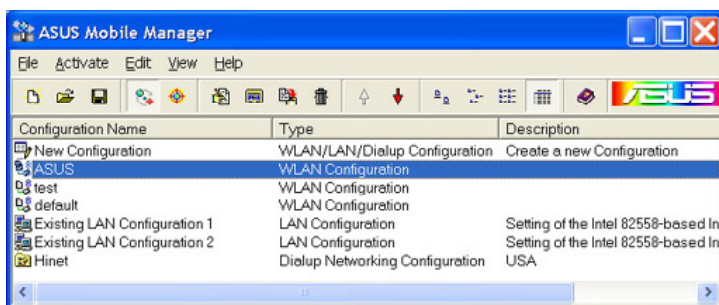 ASUS Mobile Manager
File Activate Edit View Help
ASUS
Configuration Name Type Description
New Configuration WLAN/LAN/Dialup Configuration Create a new Configuration
ASUS WLAN Configuration
test WLAN Configuration
default WLAN Configuration
Existing LAN Configuration 1 LAN Configuration Setting of the Intel 82558-based In
Existing LAN Configuration 2 LAN Configuration Setting of the Intel 82558-based In
Hinet Dialup Networking Configuration USA